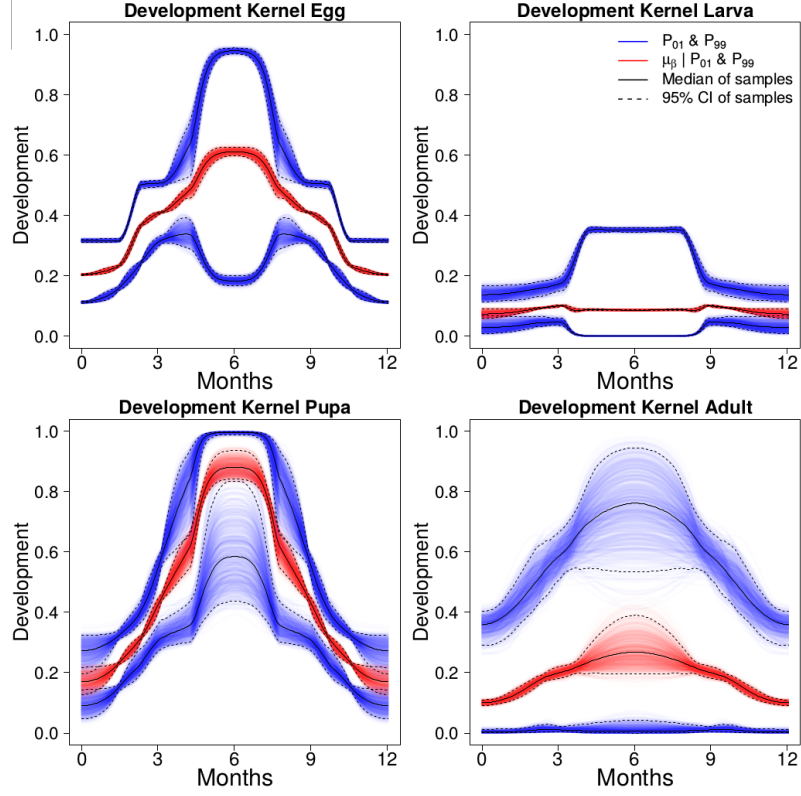 Development Kernel Egg
1.0
0.8
0.6
0.4
0.2
0.0
Development
0 3 6 9 12
Months
Development Kernel Larva
P01 & P99
μβ | P01 & P99
Median of samples
95% CI of samples
1.0
0.8
0.6
0.4
0.2
0.0
Development
0 3 6 9 12
Months
Development Kernel Pupa
1.0
0.8
0.6
0.4
0.2
0.0
Development
0 3 6 9 12
Months
Development Kernel Adult
1.0
0.8
0.6
0.4
0.2
0.0
Development
0 3 6 9 12
Months